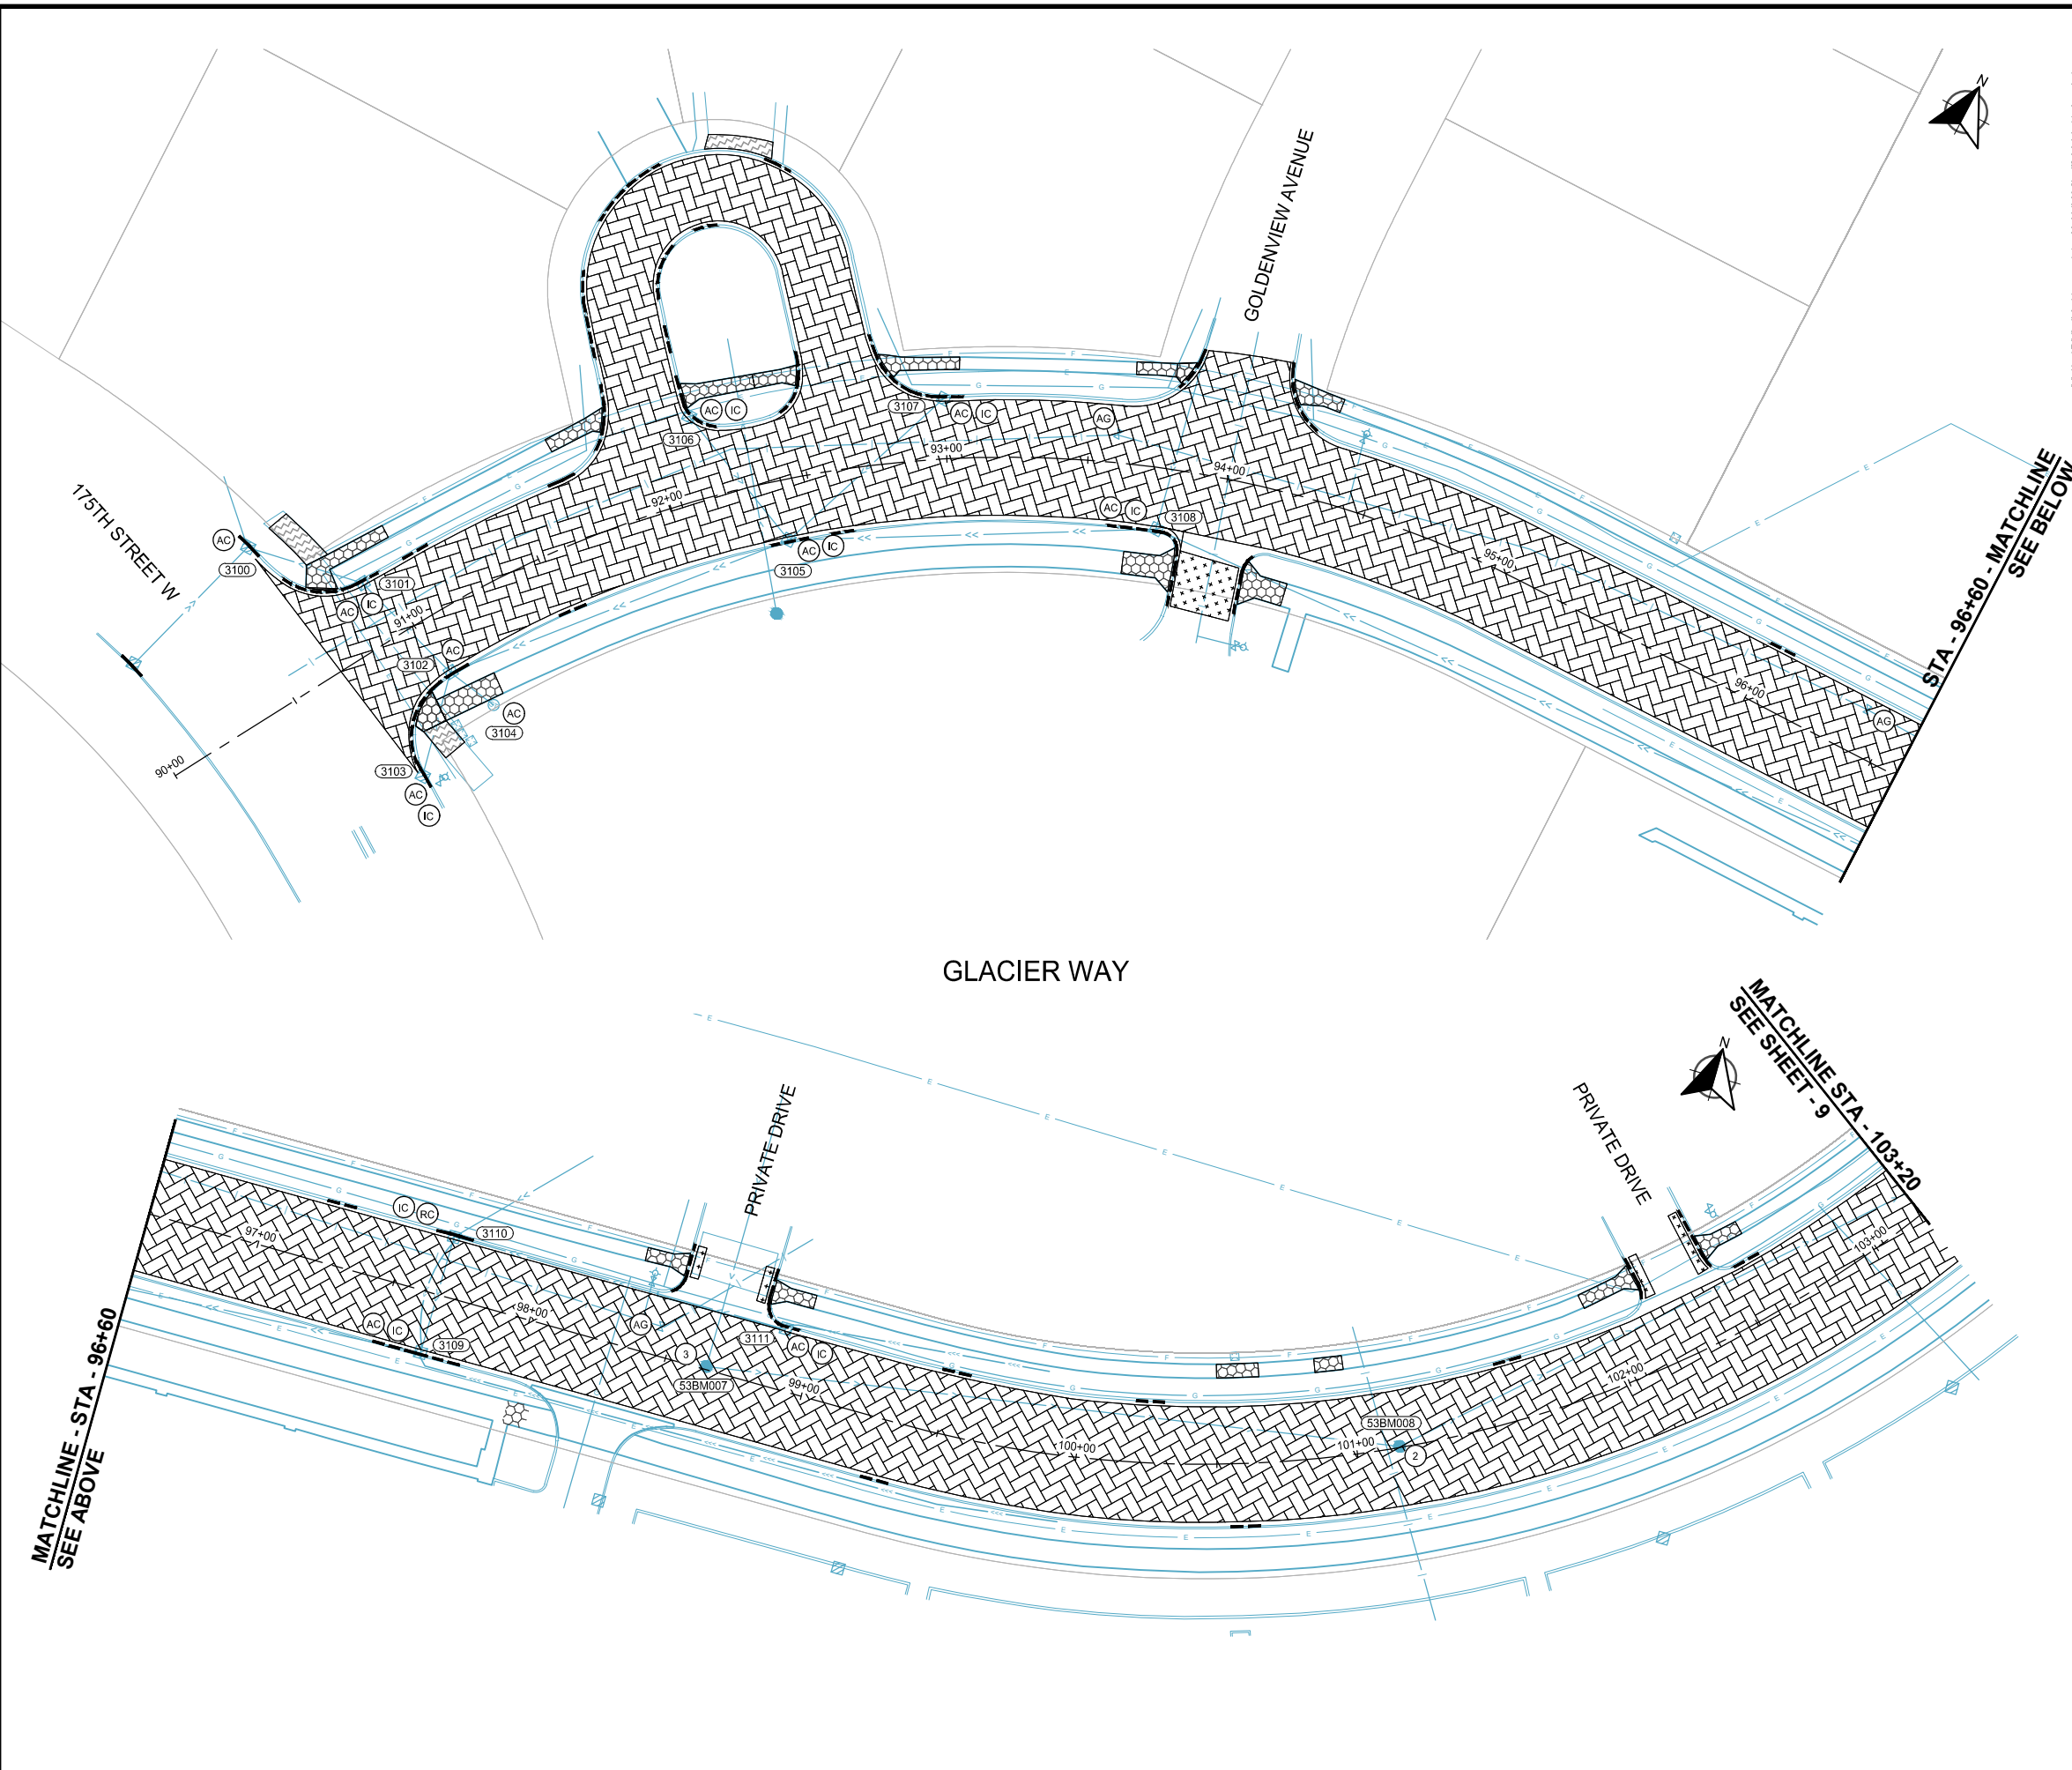 N
GOLDENVIEW AVENUE
175TH STREET W
STA - 96+60 - MATCHLINE
SEE BELOW
3107
AC
IC
AG
AC
IC
3106
93+00
94+00
92+00
AC
IC
3108
AC
3100
3101
AC
IC
91+00
AC
IC
3105
95+00
3102
AC
96+00
AG
AC
3104
90+00
3103
AC
IC
GLACIER WAY
MATCHLINE STA - 103+20
SEE SHEET - 9
N
PRIVATE DRIVE
PRIVATE DRIVE
IC
RC
3110
97+00
103+00
98+00
AC
IC
3109
AG
3111
AC
IC
3
53BM007
99+00
102+00
53BM008
100+00
101+00
2
MATCHLINE - STA - 96+60
SEE ABOVE